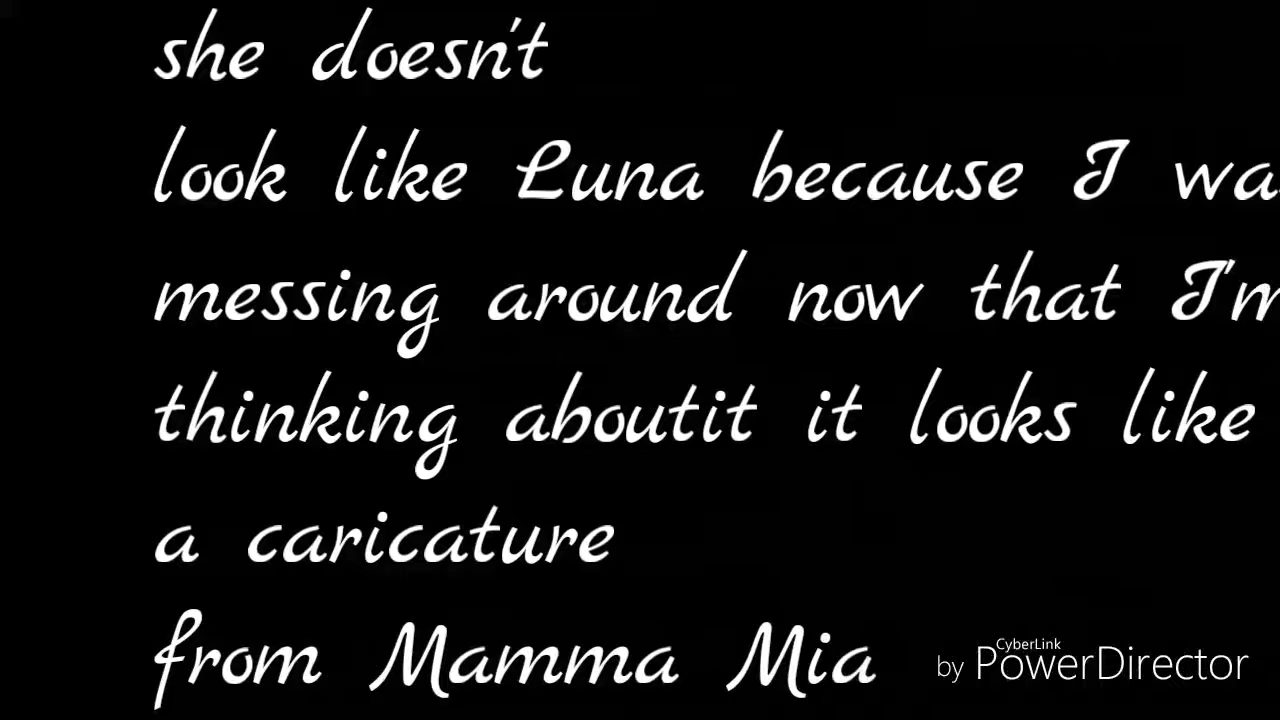 she doesn't
look like Luna because I wa
messing around now that I'm
thinking aboutit it looks like
a caricature
from Mamma Mia
by CyberLink PowerDirector